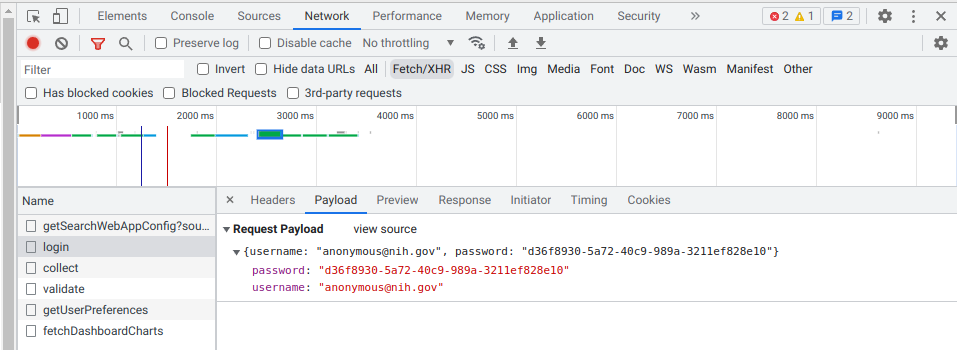 Elements Console Sources Network Performance Memory Application Security » 2 1 2
Preserve log Disable cache No throttling
Filter Invert Hide data URLs All Fetch/XHR JS CSS Img Media Font Doc WS Wasm Manifest Other
Has blocked cookies Blocked Requests 3rd-party requests
1000 ms 2000 ms 3000 ms 4000 ms 5000 ms 6000 ms 7000 ms 8000 ms 9000 ms
Name × Headers Payload Preview Response Initiator Timing Cookies
getSearchWebAppConfig?sou...
login
collect
validate
getUserPreferences
fetchDashboardCharts
▼ Request Payload view source
▼{username: "anonymous@nih.gov", password: "d36f8930-5a72-40c9-989a-3211ef828e10"}
password: "d36f8930-5a72-40c9-989a-3211ef828e10"
username: "anonymous@nih.gov"